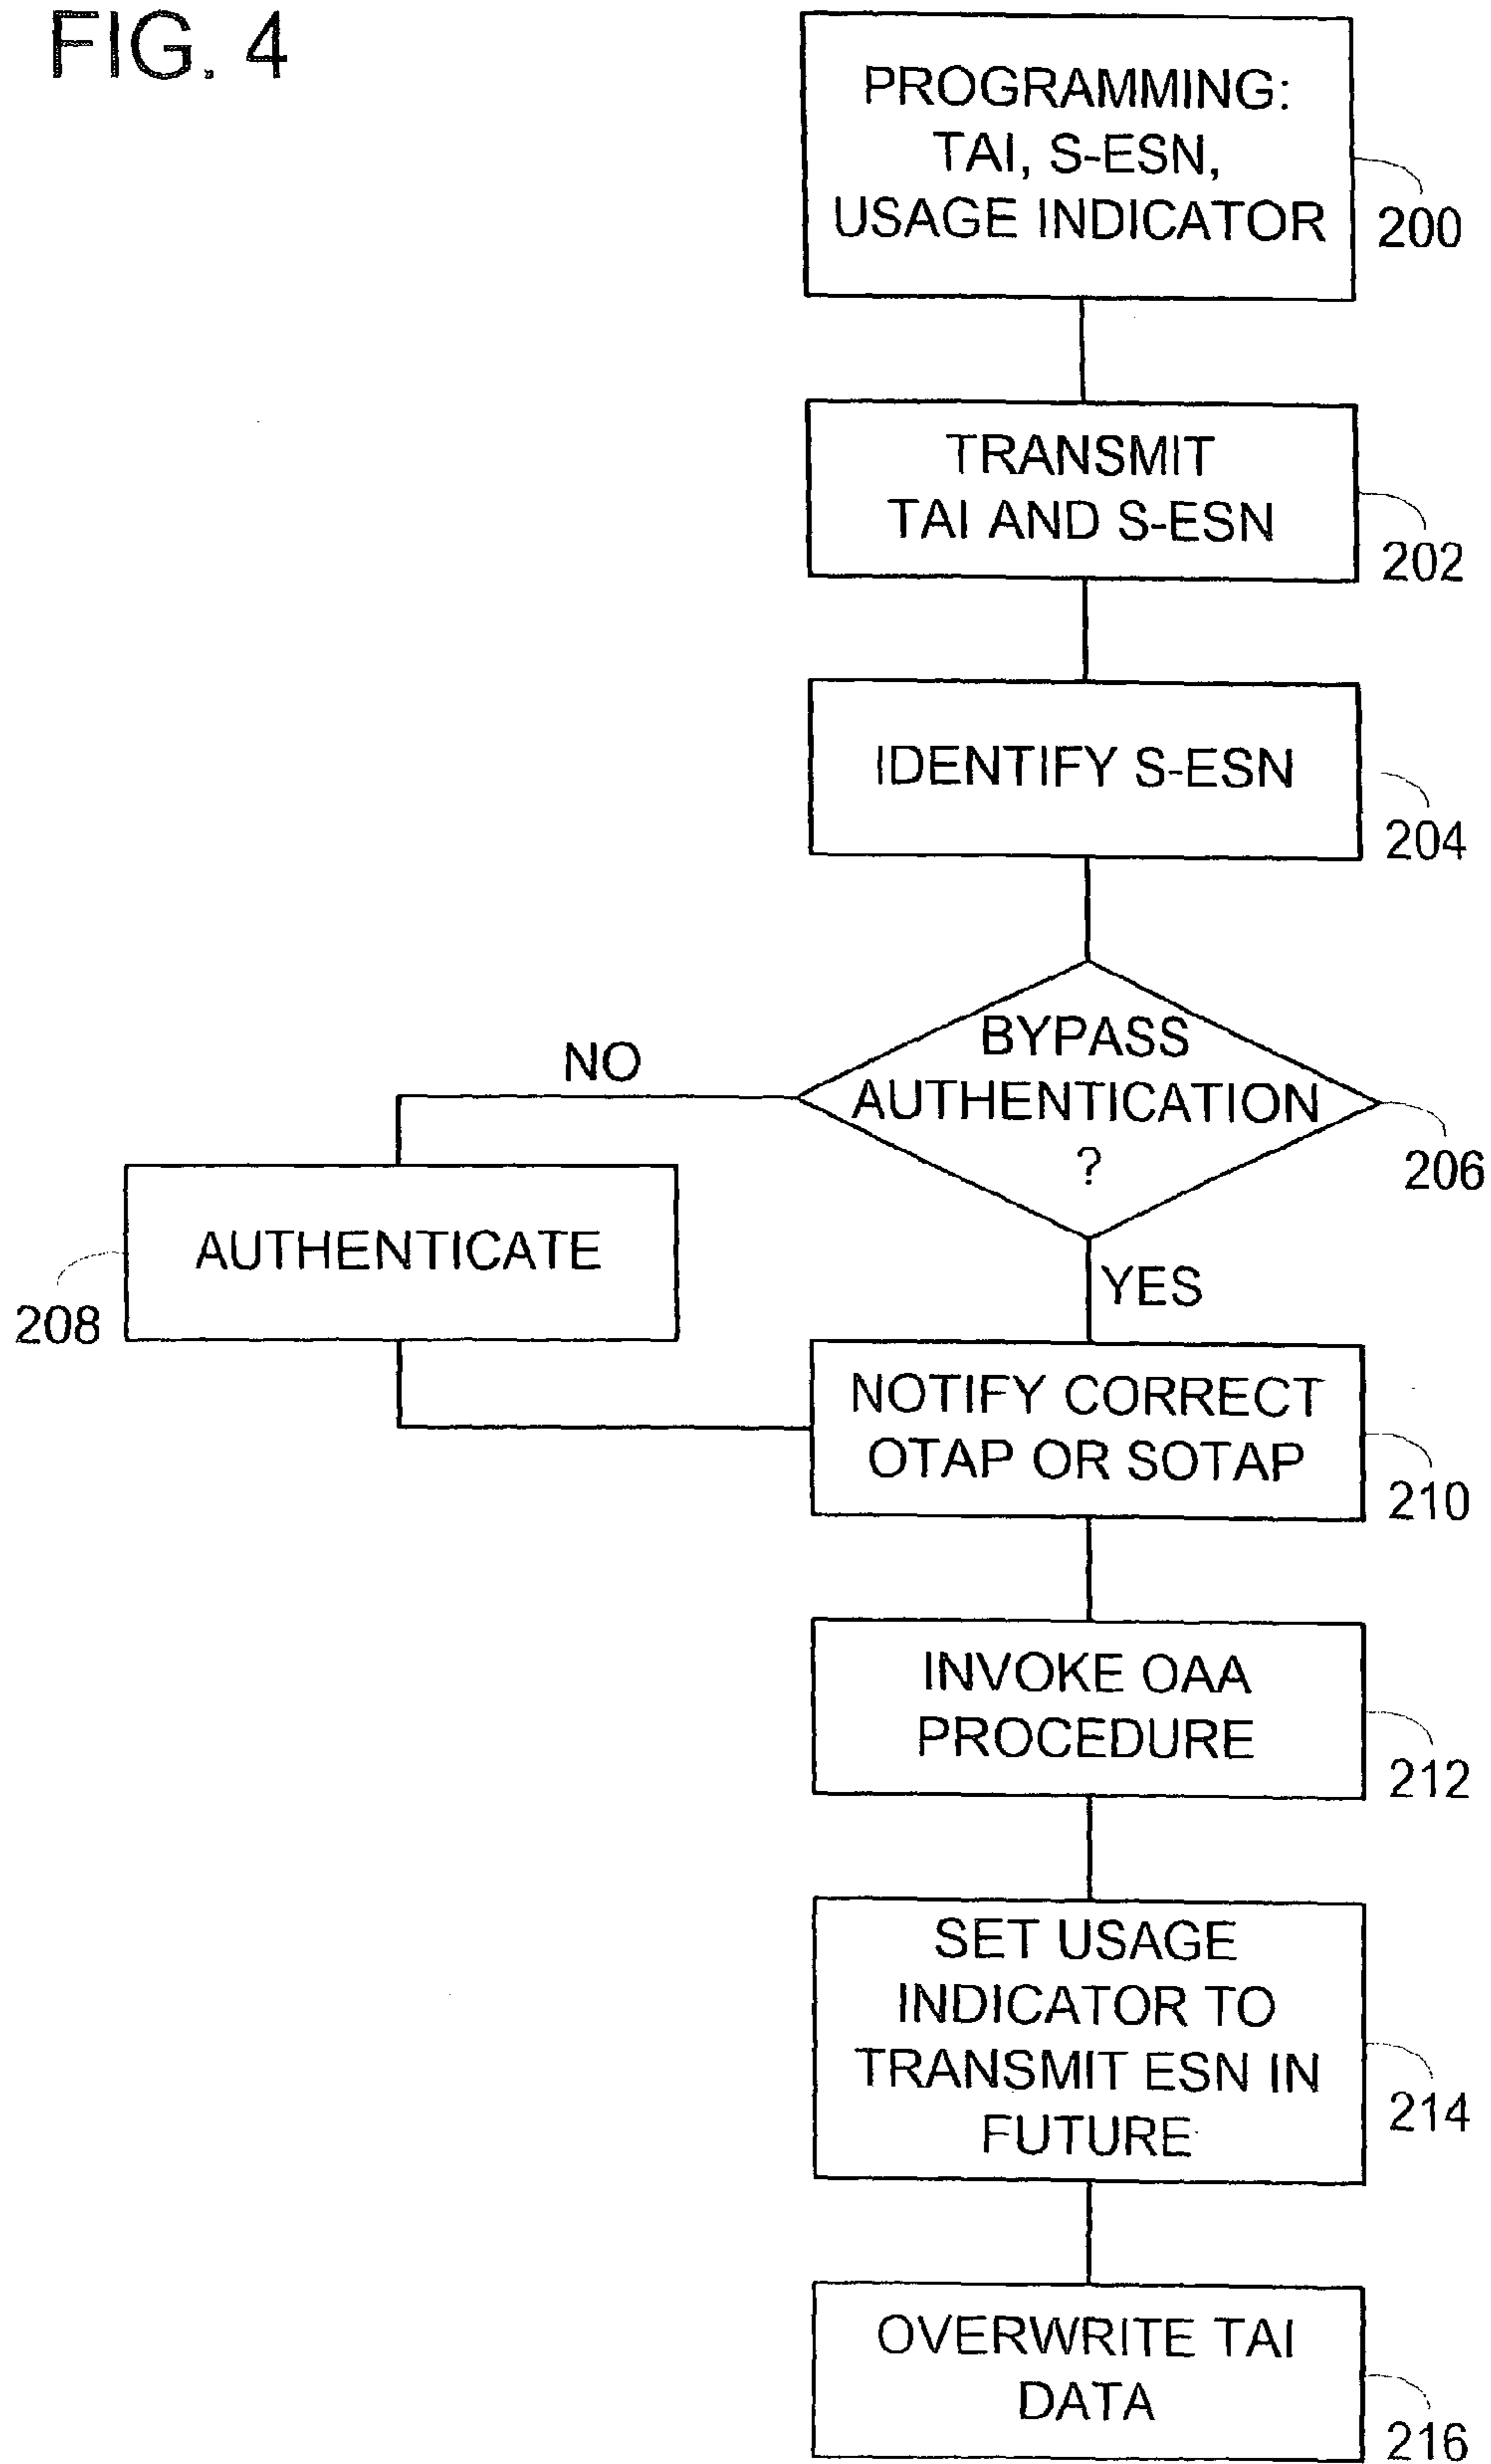 FIG. 4
PROGRAMMING:
TAI, S-ESN,
USAGE INDICATOR
200
TRANSMIT
TAI AND S-ESN
202
IDENTIFY S-ESN
204
BYPASS
AUTHENTICATION
?
206
NO
AUTHENTICATE
208
YES
NOTIFY CORRECT
OTAP OR SOTAP
210
INVOKE OAA
PROCEDURE
212
SET USAGE
INDICATOR TO
TRANSMIT ESN IN
FUTURE
214
OVERWRITE TAI
DATA
216